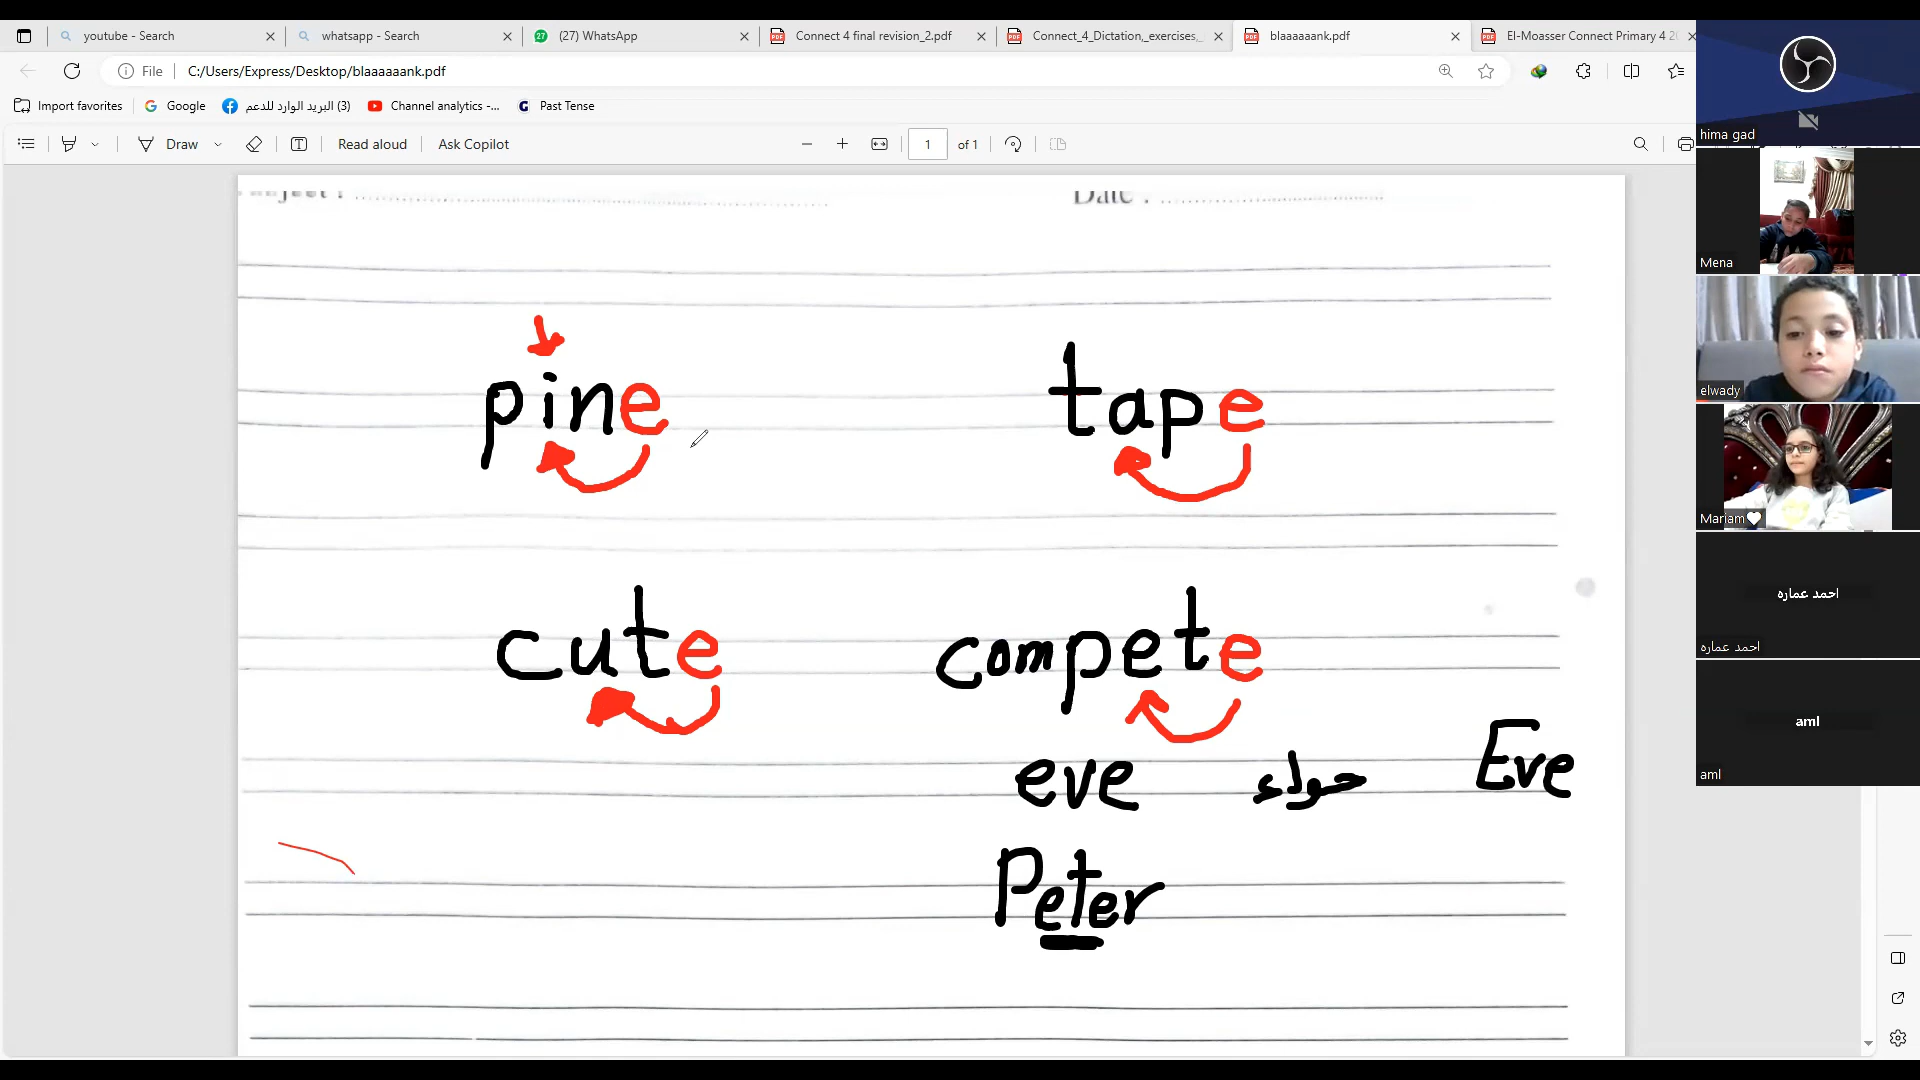 youtube - Search
whatsapp - Search
(27) WhatsApp
Connect 4 final revision_2.pdf
Connect_4_Dictation,_exercises,_
blaaaaaank.pdf
El-Moasser Connect Primary 4 20
File
C:/Users/Express/Desktop/blaaaaaank.pdf
Import favorites
Google
(3) البريد الوارد للدعم
Channel analytics -...
Past Tense
Draw
Read aloud
Ask Copilot
1 of 1
Date :
pine
tape
cute
compete
eve حواء Eve
Peter
hima gad
Mena
elwady
Mariam🤍
احمد عماره
احمد عماره
aml
aml